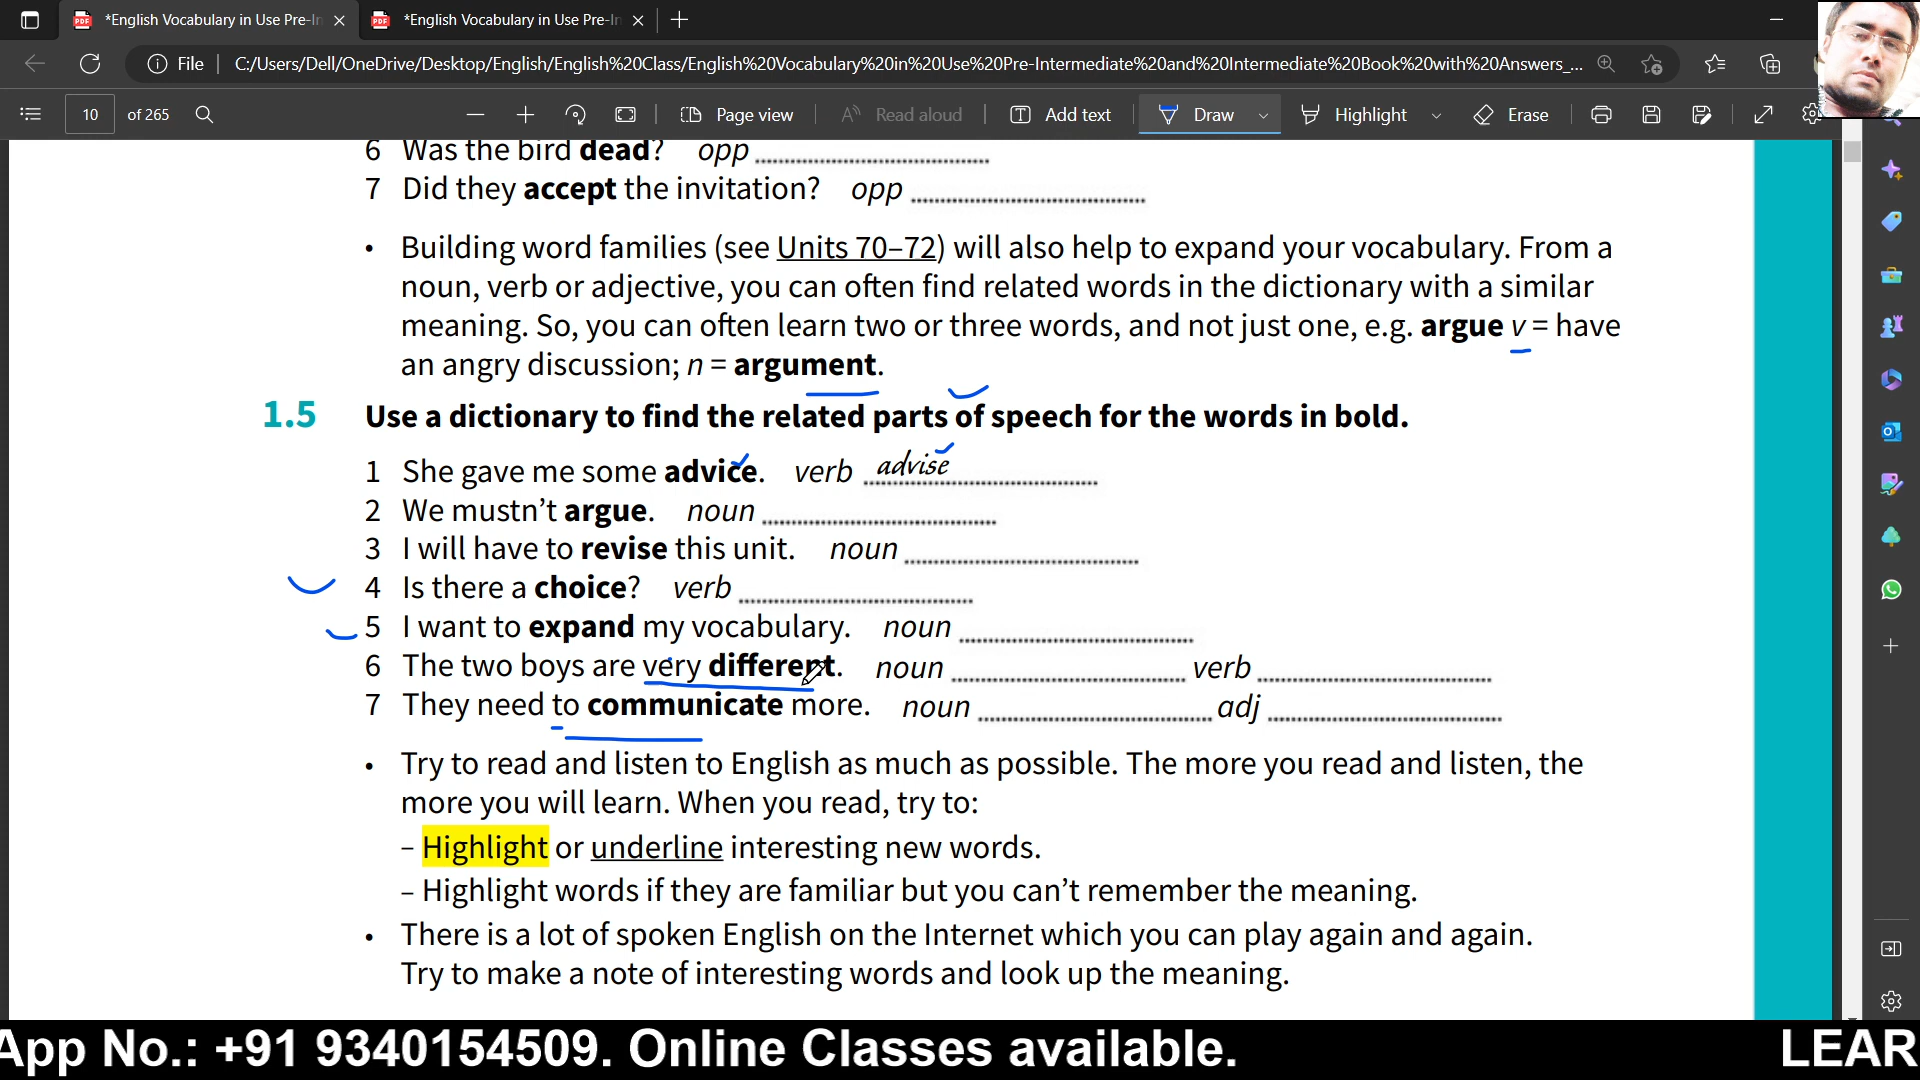 *English Vocabulary in Use Pre-In
*English Vocabulary in Use Pre-In
File
C:/Users/Dell/OneDrive/Desktop/English/English%20Class/English%20Vocabulary%20in%20Use%20Pre-Intermediate%20and%20Intermediate%20Book%20with%20Answers_...
10 of 265 Page view Read aloud Add text Draw Highlight Erase
6 Was the bird dead? opp
7 Did they accept the invitation? opp
• Building word families (see Units 70–72) will also help to expand your vocabulary. From a
noun, verb or adjective, you can often find related words in the dictionary with a similar
meaning. So, you can often learn two or three words, and not just one, e.g. argue v = have
an angry discussion; n = argument.
1.5 Use a dictionary to find the related parts of speech for the words in bold.
1 She gave me some advice. verb advise
2 We mustn’t argue. noun
3 I will have to revise this unit. noun
4 Is there a choice? verb
5 I want to expand my vocabulary. noun
6 The two boys are very different. noun verb
7 They need to communicate more. noun adj
• Try to read and listen to English as much as possible. The more you read and listen, the
more you will learn. When you read, try to:
– Highlight or underline interesting new words.
– Highlight words if they are familiar but you can’t remember the meaning.
• There is a lot of spoken English on the Internet which you can play again and again.
Try to make a note of interesting words and look up the meaning.
App No.: +91 9340154509. Online Classes available. LEAR